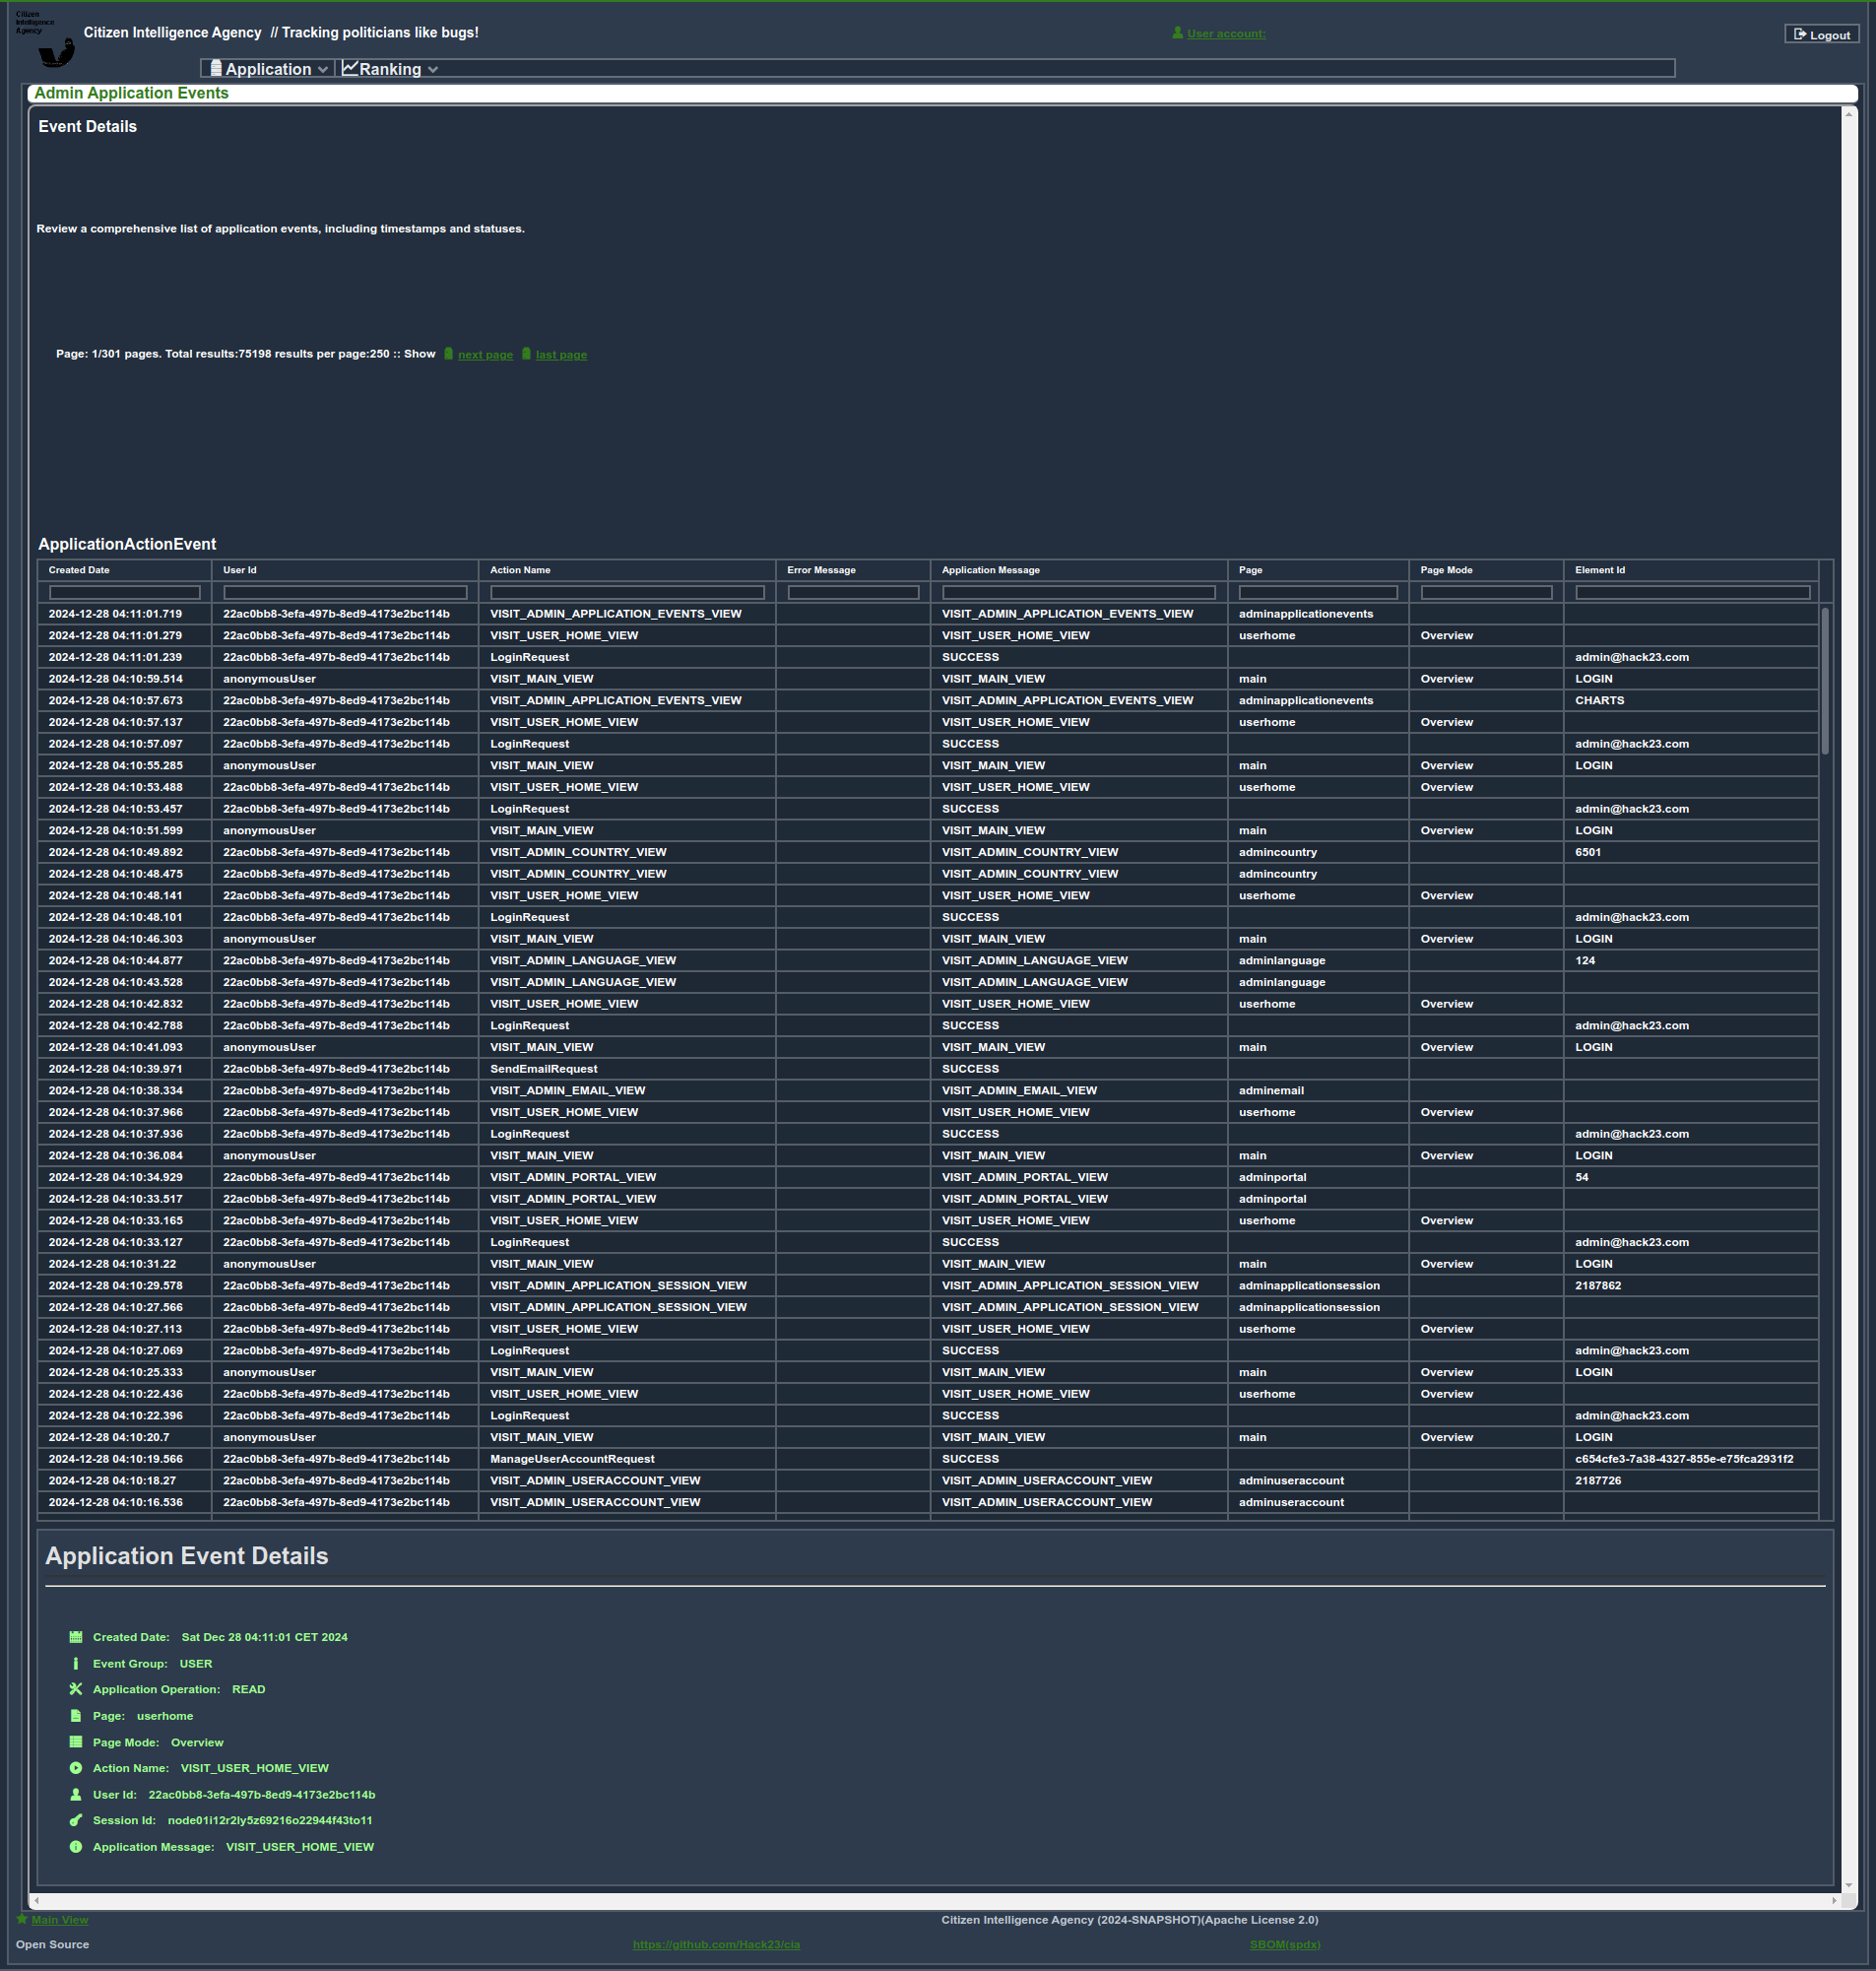 Citizen
Intelligence
Agency
Citizen Intelligence Agency // Tracking politicians like bugs!
User account:
Logout
Application Ranking
Admin Application Events
Event Details
Review a comprehensive list of application events, including timestamps and statuses.
Page: 1/301 pages. Total results:75198 results per page:250 :: Show next page last page
ApplicationActionEvent
Created Date User Id Action Name Error Message Application Message Page Page Mode Element Id
2024-12-28 04:11:01.719 22ac0bb8-3efa-497b-8ed9-4173e2bc114b VISIT_ADMIN_APPLICATION_EVENTS_VIEW VISIT_ADMIN_APPLICATION_EVENTS_VIEW adminapplicationevents
2024-12-28 04:11:01.279 22ac0bb8-3efa-497b-8ed9-4173e2bc114b VISIT_USER_HOME_VIEW VISIT_USER_HOME_VIEW userhome Overview
2024-12-28 04:11:01.239 22ac0bb8-3efa-497b-8ed9-4173e2bc114b LoginRequest SUCCESS admin@hack23.com
2024-12-28 04:10:59.514 anonymousUser VISIT_MAIN_VIEW VISIT_MAIN_VIEW main Overview LOGIN
2024-12-28 04:10:57.673 22ac0bb8-3efa-497b-8ed9-4173e2bc114b VISIT_ADMIN_APPLICATION_EVENTS_VIEW VISIT_ADMIN_APPLICATION_EVENTS_VIEW adminapplicationevents CHARTS
2024-12-28 04:10:57.137 22ac0bb8-3efa-497b-8ed9-4173e2bc114b VISIT_USER_HOME_VIEW VISIT_USER_HOME_VIEW userhome Overview
2024-12-28 04:10:57.097 22ac0bb8-3efa-497b-8ed9-4173e2bc114b LoginRequest SUCCESS admin@hack23.com
2024-12-28 04:10:55.285 anonymousUser VISIT_MAIN_VIEW VISIT_MAIN_VIEW main Overview LOGIN
2024-12-28 04:10:53.488 22ac0bb8-3efa-497b-8ed9-4173e2bc114b VISIT_USER_HOME_VIEW VISIT_USER_HOME_VIEW userhome Overview
2024-12-28 04:10:53.457 22ac0bb8-3efa-497b-8ed9-4173e2bc114b LoginRequest SUCCESS admin@hack23.com
2024-12-28 04:10:51.599 anonymousUser VISIT_MAIN_VIEW VISIT_MAIN_VIEW main Overview LOGIN
2024-12-28 04:10:49.892 22ac0bb8-3efa-497b-8ed9-4173e2bc114b VISIT_ADMIN_COUNTRY_VIEW VISIT_ADMIN_COUNTRY_VIEW admincountry 6501
2024-12-28 04:10:48.475 22ac0bb8-3efa-497b-8ed9-4173e2bc114b VISIT_ADMIN_COUNTRY_VIEW VISIT_ADMIN_COUNTRY_VIEW admincountry
2024-12-28 04:10:48.141 22ac0bb8-3efa-497b-8ed9-4173e2bc114b VISIT_USER_HOME_VIEW VISIT_USER_HOME_VIEW userhome Overview
2024-12-28 04:10:48.101 22ac0bb8-3efa-497b-8ed9-4173e2bc114b LoginRequest SUCCESS admin@hack23.com
2024-12-28 04:10:46.303 anonymousUser VISIT_MAIN_VIEW VISIT_MAIN_VIEW main Overview LOGIN
2024-12-28 04:10:44.877 22ac0bb8-3efa-497b-8ed9-4173e2bc114b VISIT_ADMIN_LANGUAGE_VIEW VISIT_ADMIN_LANGUAGE_VIEW adminlanguage 124
2024-12-28 04:10:43.528 22ac0bb8-3efa-497b-8ed9-4173e2bc114b VISIT_ADMIN_LANGUAGE_VIEW VISIT_ADMIN_LANGUAGE_VIEW adminlanguage
2024-12-28 04:10:42.832 22ac0bb8-3efa-497b-8ed9-4173e2bc114b VISIT_USER_HOME_VIEW VISIT_USER_HOME_VIEW userhome Overview
2024-12-28 04:10:42.788 22ac0bb8-3efa-497b-8ed9-4173e2bc114b LoginRequest SUCCESS admin@hack23.com
2024-12-28 04:10:41.093 anonymousUser VISIT_MAIN_VIEW VISIT_MAIN_VIEW main Overview LOGIN
2024-12-28 04:10:39.971 22ac0bb8-3efa-497b-8ed9-4173e2bc114b SendEmailRequest SUCCESS
2024-12-28 04:10:38.334 22ac0bb8-3efa-497b-8ed9-4173e2bc114b VISIT_ADMIN_EMAIL_VIEW VISIT_ADMIN_EMAIL_VIEW adminemail
2024-12-28 04:10:37.966 22ac0bb8-3efa-497b-8ed9-4173e2bc114b VISIT_USER_HOME_VIEW VISIT_USER_HOME_VIEW userhome Overview
2024-12-28 04:10:37.936 22ac0bb8-3efa-497b-8ed9-4173e2bc114b LoginRequest SUCCESS admin@hack23.com
2024-12-28 04:10:36.084 anonymousUser VISIT_MAIN_VIEW VISIT_MAIN_VIEW main Overview LOGIN
2024-12-28 04:10:34.929 22ac0bb8-3efa-497b-8ed9-4173e2bc114b VISIT_ADMIN_PORTAL_VIEW VISIT_ADMIN_PORTAL_VIEW adminportal 54
2024-12-28 04:10:33.517 22ac0bb8-3efa-497b-8ed9-4173e2bc114b VISIT_ADMIN_PORTAL_VIEW VISIT_ADMIN_PORTAL_VIEW adminportal
2024-12-28 04:10:33.165 22ac0bb8-3efa-497b-8ed9-4173e2bc114b VISIT_USER_HOME_VIEW VISIT_USER_HOME_VIEW userhome Overview
2024-12-28 04:10:33.127 22ac0bb8-3efa-497b-8ed9-4173e2bc114b LoginRequest SUCCESS admin@hack23.com
2024-12-28 04:10:31.22 anonymousUser VISIT_MAIN_VIEW VISIT_MAIN_VIEW main Overview LOGIN
2024-12-28 04:10:29.578 22ac0bb8-3efa-497b-8ed9-4173e2bc114b VISIT_ADMIN_APPLICATION_SESSION_VIEW VISIT_ADMIN_APPLICATION_SESSION_VIEW adminapplicationsession 2187862
2024-12-28 04:10:27.566 22ac0bb8-3efa-497b-8ed9-4173e2bc114b VISIT_ADMIN_APPLICATION_SESSION_VIEW VISIT_ADMIN_APPLICATION_SESSION_VIEW adminapplicationsession
2024-12-28 04:10:27.113 22ac0bb8-3efa-497b-8ed9-4173e2bc114b VISIT_USER_HOME_VIEW VISIT_USER_HOME_VIEW userhome Overview
2024-12-28 04:10:27.069 22ac0bb8-3efa-497b-8ed9-4173e2bc114b LoginRequest SUCCESS admin@hack23.com
2024-12-28 04:10:25.333 anonymousUser VISIT_MAIN_VIEW VISIT_MAIN_VIEW main Overview LOGIN
2024-12-28 04:10:22.436 22ac0bb8-3efa-497b-8ed9-4173e2bc114b VISIT_USER_HOME_VIEW VISIT_USER_HOME_VIEW userhome Overview
2024-12-28 04:10:22.396 22ac0bb8-3efa-497b-8ed9-4173e2bc114b LoginRequest SUCCESS admin@hack23.com
2024-12-28 04:10:20.7 anonymousUser VISIT_MAIN_VIEW VISIT_MAIN_VIEW main Overview LOGIN
2024-12-28 04:10:19.566 22ac0bb8-3efa-497b-8ed9-4173e2bc114b ManageUserAccountRequest SUCCESS c654cfe3-7a38-4327-855e-e75fca2931f2
2024-12-28 04:10:18.27 22ac0bb8-3efa-497b-8ed9-4173e2bc114b VISIT_ADMIN_USERACCOUNT_VIEW VISIT_ADMIN_USERACCOUNT_VIEW adminuseraccount 2187726
2024-12-28 04:10:16.536 22ac0bb8-3efa-497b-8ed9-4173e2bc114b VISIT_ADMIN_USERACCOUNT_VIEW VISIT_ADMIN_USERACCOUNT_VIEW adminuseraccount
Application Event Details
Created Date: Sat Dec 28 04:11:01 CET 2024
Event Group: USER
Application Operation: READ
Page: userhome
Page Mode: Overview
Action Name: VISIT_USER_HOME_VIEW
User Id: 22ac0bb8-3efa-497b-8ed9-4173e2bc114b
Session Id: node01i12r2ly5z69216o22944f43to11
Application Message: VISIT_USER_HOME_VIEW
Main View
Citizen Intelligence Agency (2024-SNAPSHOT)(Apache License 2.0)
Open Source
https://github.com/Hack23/cia
SBOM(spdx)